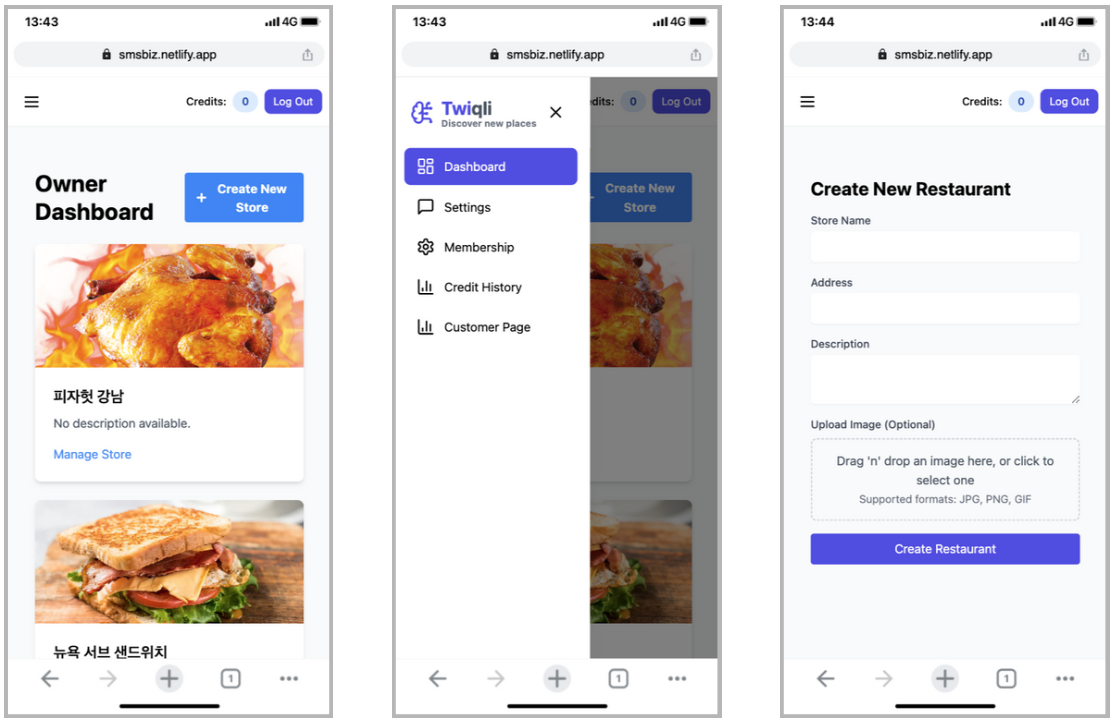 13:43
4G
smsbiz.netlify.app
Credits: 0 Log Out
Owner
Dashboard
+ Create New
Store
피자헛 강남
No description available.
Manage Store
뉴욕 서브 샌드위치
1
13:43
4G
smsbiz.netlify.app
Twiqli
Discover new places
edits: 0 Log Out
Dashboard
Create New
Store
Settings
Membership
Credit History
Customer Page
1
13:44
4G
smsbiz.netlify.app
Credits: 0 Log Out
Create New Restaurant
Store Name
Address
Description
Upload Image (Optional)
Drag 'n' drop an image here, or click to
select one
Supported formats: JPG, PNG, GIF
Create Restaurant
1